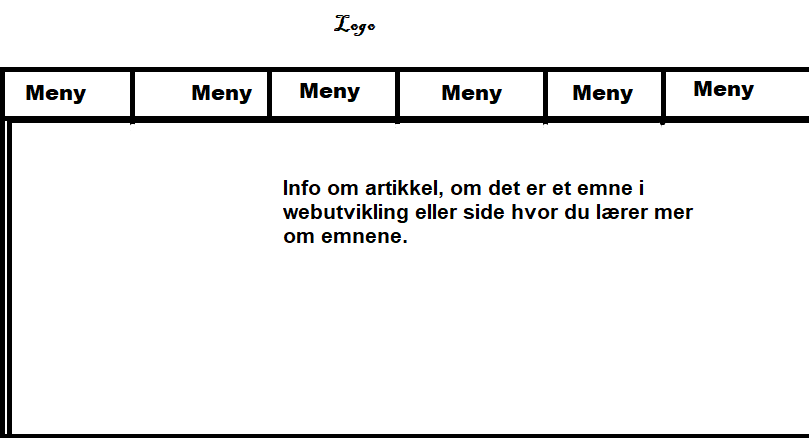 Logo
Meny Meny Meny Meny Meny Meny
Info om artikkel, om det er et emne i
webutvikling eller side hvor du lærer mer
om emnene.